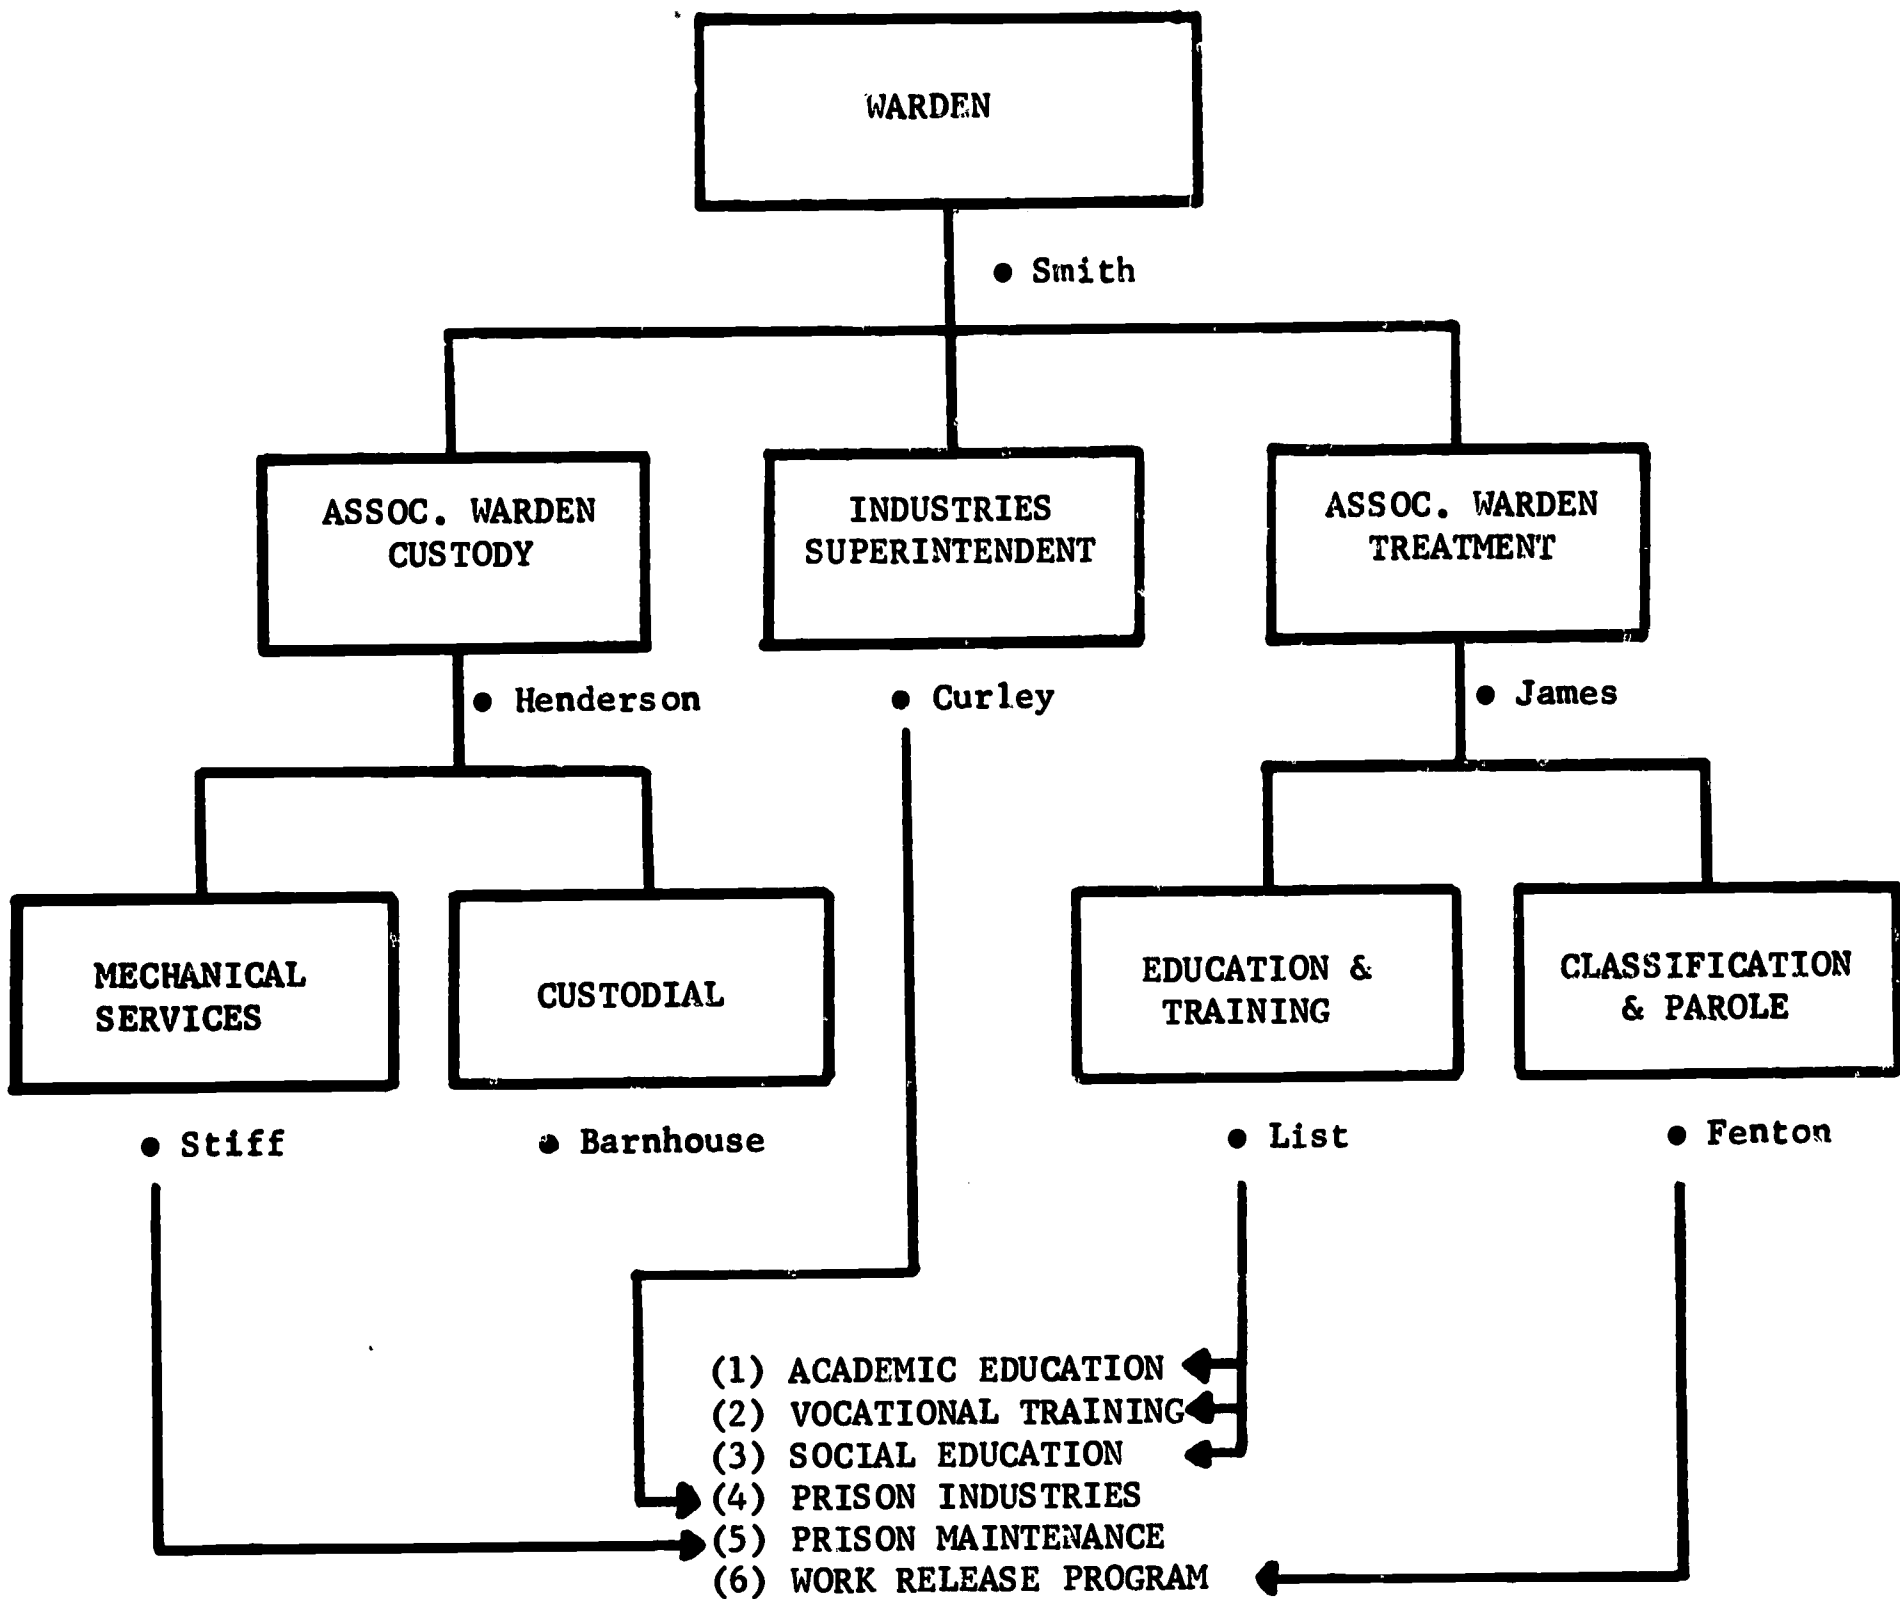 WARDEN
● Smith
ASSOC. WARDEN
CUSTODY
INDUSTRIES
SUPERINTENDENT
ASSOC. WARDEN
TREATMENT
● Henderson
● Curley
● James
MECHANICAL
SERVICES
CUSTODIAL
EDUCATION &
TRAINING
CLASSIFICATION
& PAROLE
● Stiff
● Barnhouse
● List
● Fenton
(1) ACADEMIC EDUCATION
(2) VOCATIONAL TRAINING
(3) SOCIAL EDUCATION
(4) PRISON INDUSTRIES
(5) PRISON MAINTENANCE
(6) WORK RELEASE PROGRAM